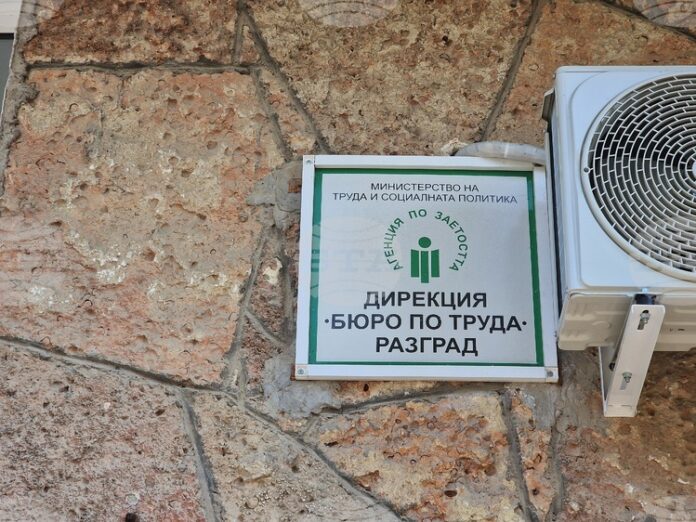 МИНИСТЕРСТВО НА
ТРУДА И СОЦИАЛНАТА ПОЛИТИКА
АГЕНЦИЯ ПО ЗАЕТОСТТА
ДИРЕКЦИЯ
·БЮРО ПО ТРУДА·
РАЗГРАД